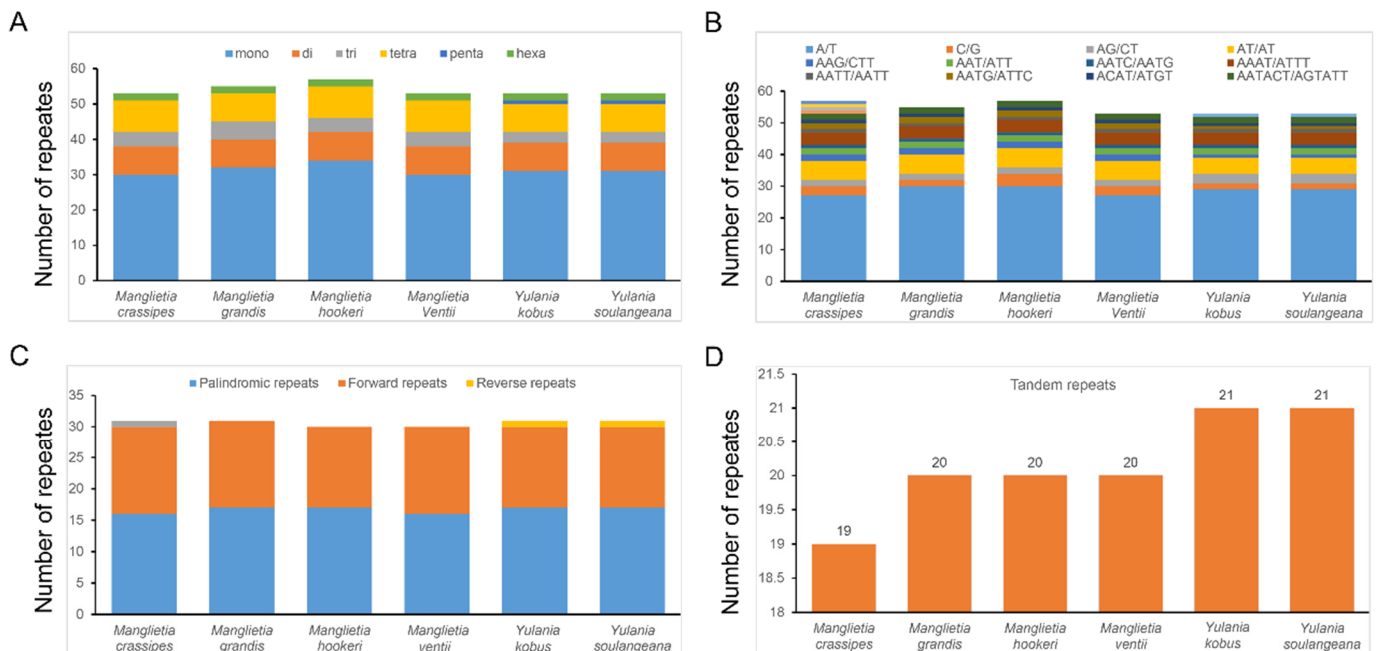 A
mono di tri tetra penta hexa
Number of repeates
60
50
40
30
20
10
0
Manglietia crassipes
Manglietia grandis
Manglietia hookeri
Manglietia Ventii
Yulania kobus
Yulania soulangeana
B
A/T C/G AG/CT AT/AT
AAG/CTT AAT/ATT AATC/AATG AAAT/ATTT
AATT/AATT AATG/ATTC ACAT/ATGT AATACT/AGTATT
Number of repeates
60
50
40
30
20
10
0
Manglietia crassipes
Manglietia grandis
Manglietia hookeri
Manglietia Ventii
Yulania kobus
Yulania soulangeana
C
Palindromic repeats Forward repeats Reverse repeats
Number of repeates
35
30
25
20
15
10
5
0
Manglietia crassipes
Manglietia grandis
Manglietia hookeri
Manglietia ventii
Yulania kobus
Yulania soulangeana
D
Tandem repeats
Number of repeates
21.5
21
20.5
20
19.5
19
18.5
18
19
20
20
20
21
21
Manglietia crassipes
Manglietia grandis
Manglietia hookeri
Manglietia ventii
Yulania kobus
Yulania soulangeana